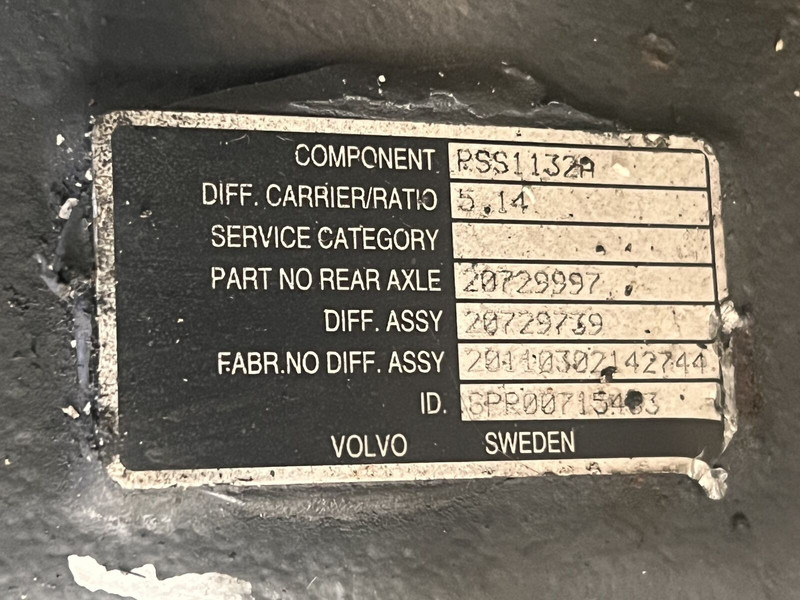 COMPONENT RSS1132A
DIFF. CARRIER/RATIO 5.14
SERVICE CATEGORY
PART NO REAR AXLE 20729997
DIFF. ASSY 20729739
FABR.NO DIFF. ASSY 20110302142744
ID.
VOLVO SWEDEN